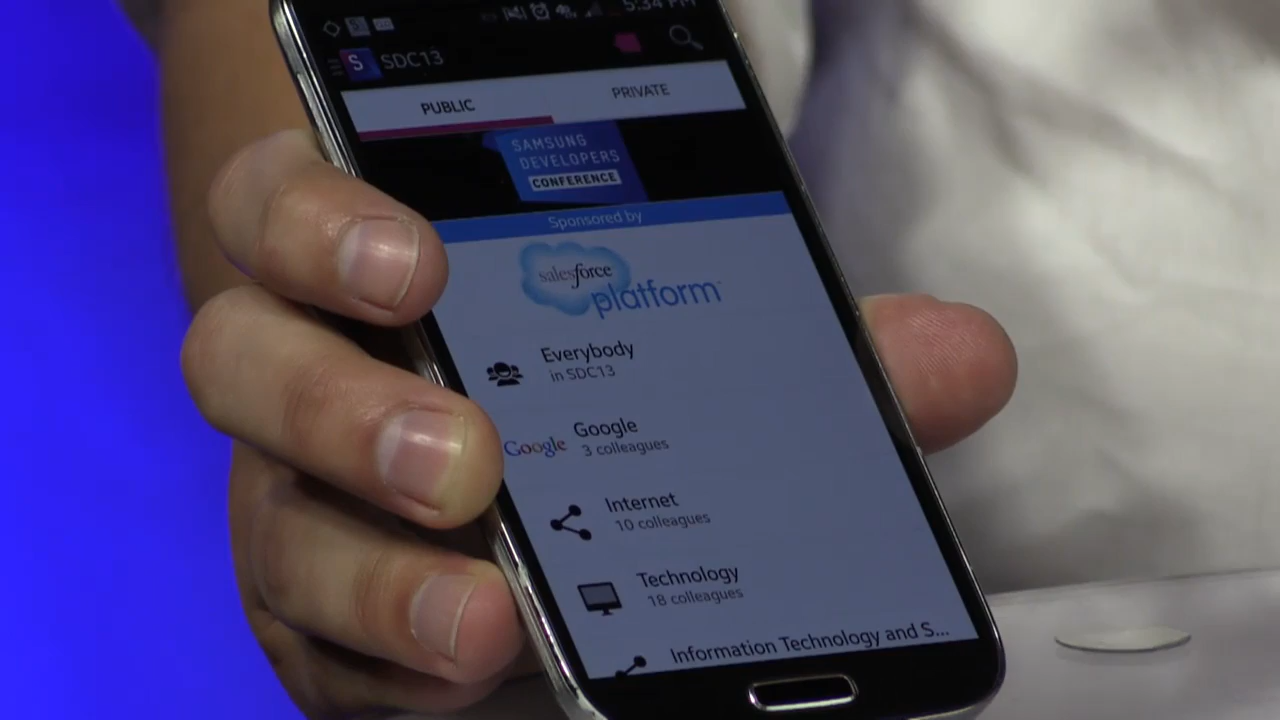 5:34 PM
S SDC13
PUBLIC PRIVATE
SAMSUNG
DEVELOPERS
CONFERENCE
Sponsored by
salesforce
platform™
Everybody
in SDC13
Google Google
3 colleagues
Internet
10 colleagues
Technology
18 colleagues
Information Technology and S...